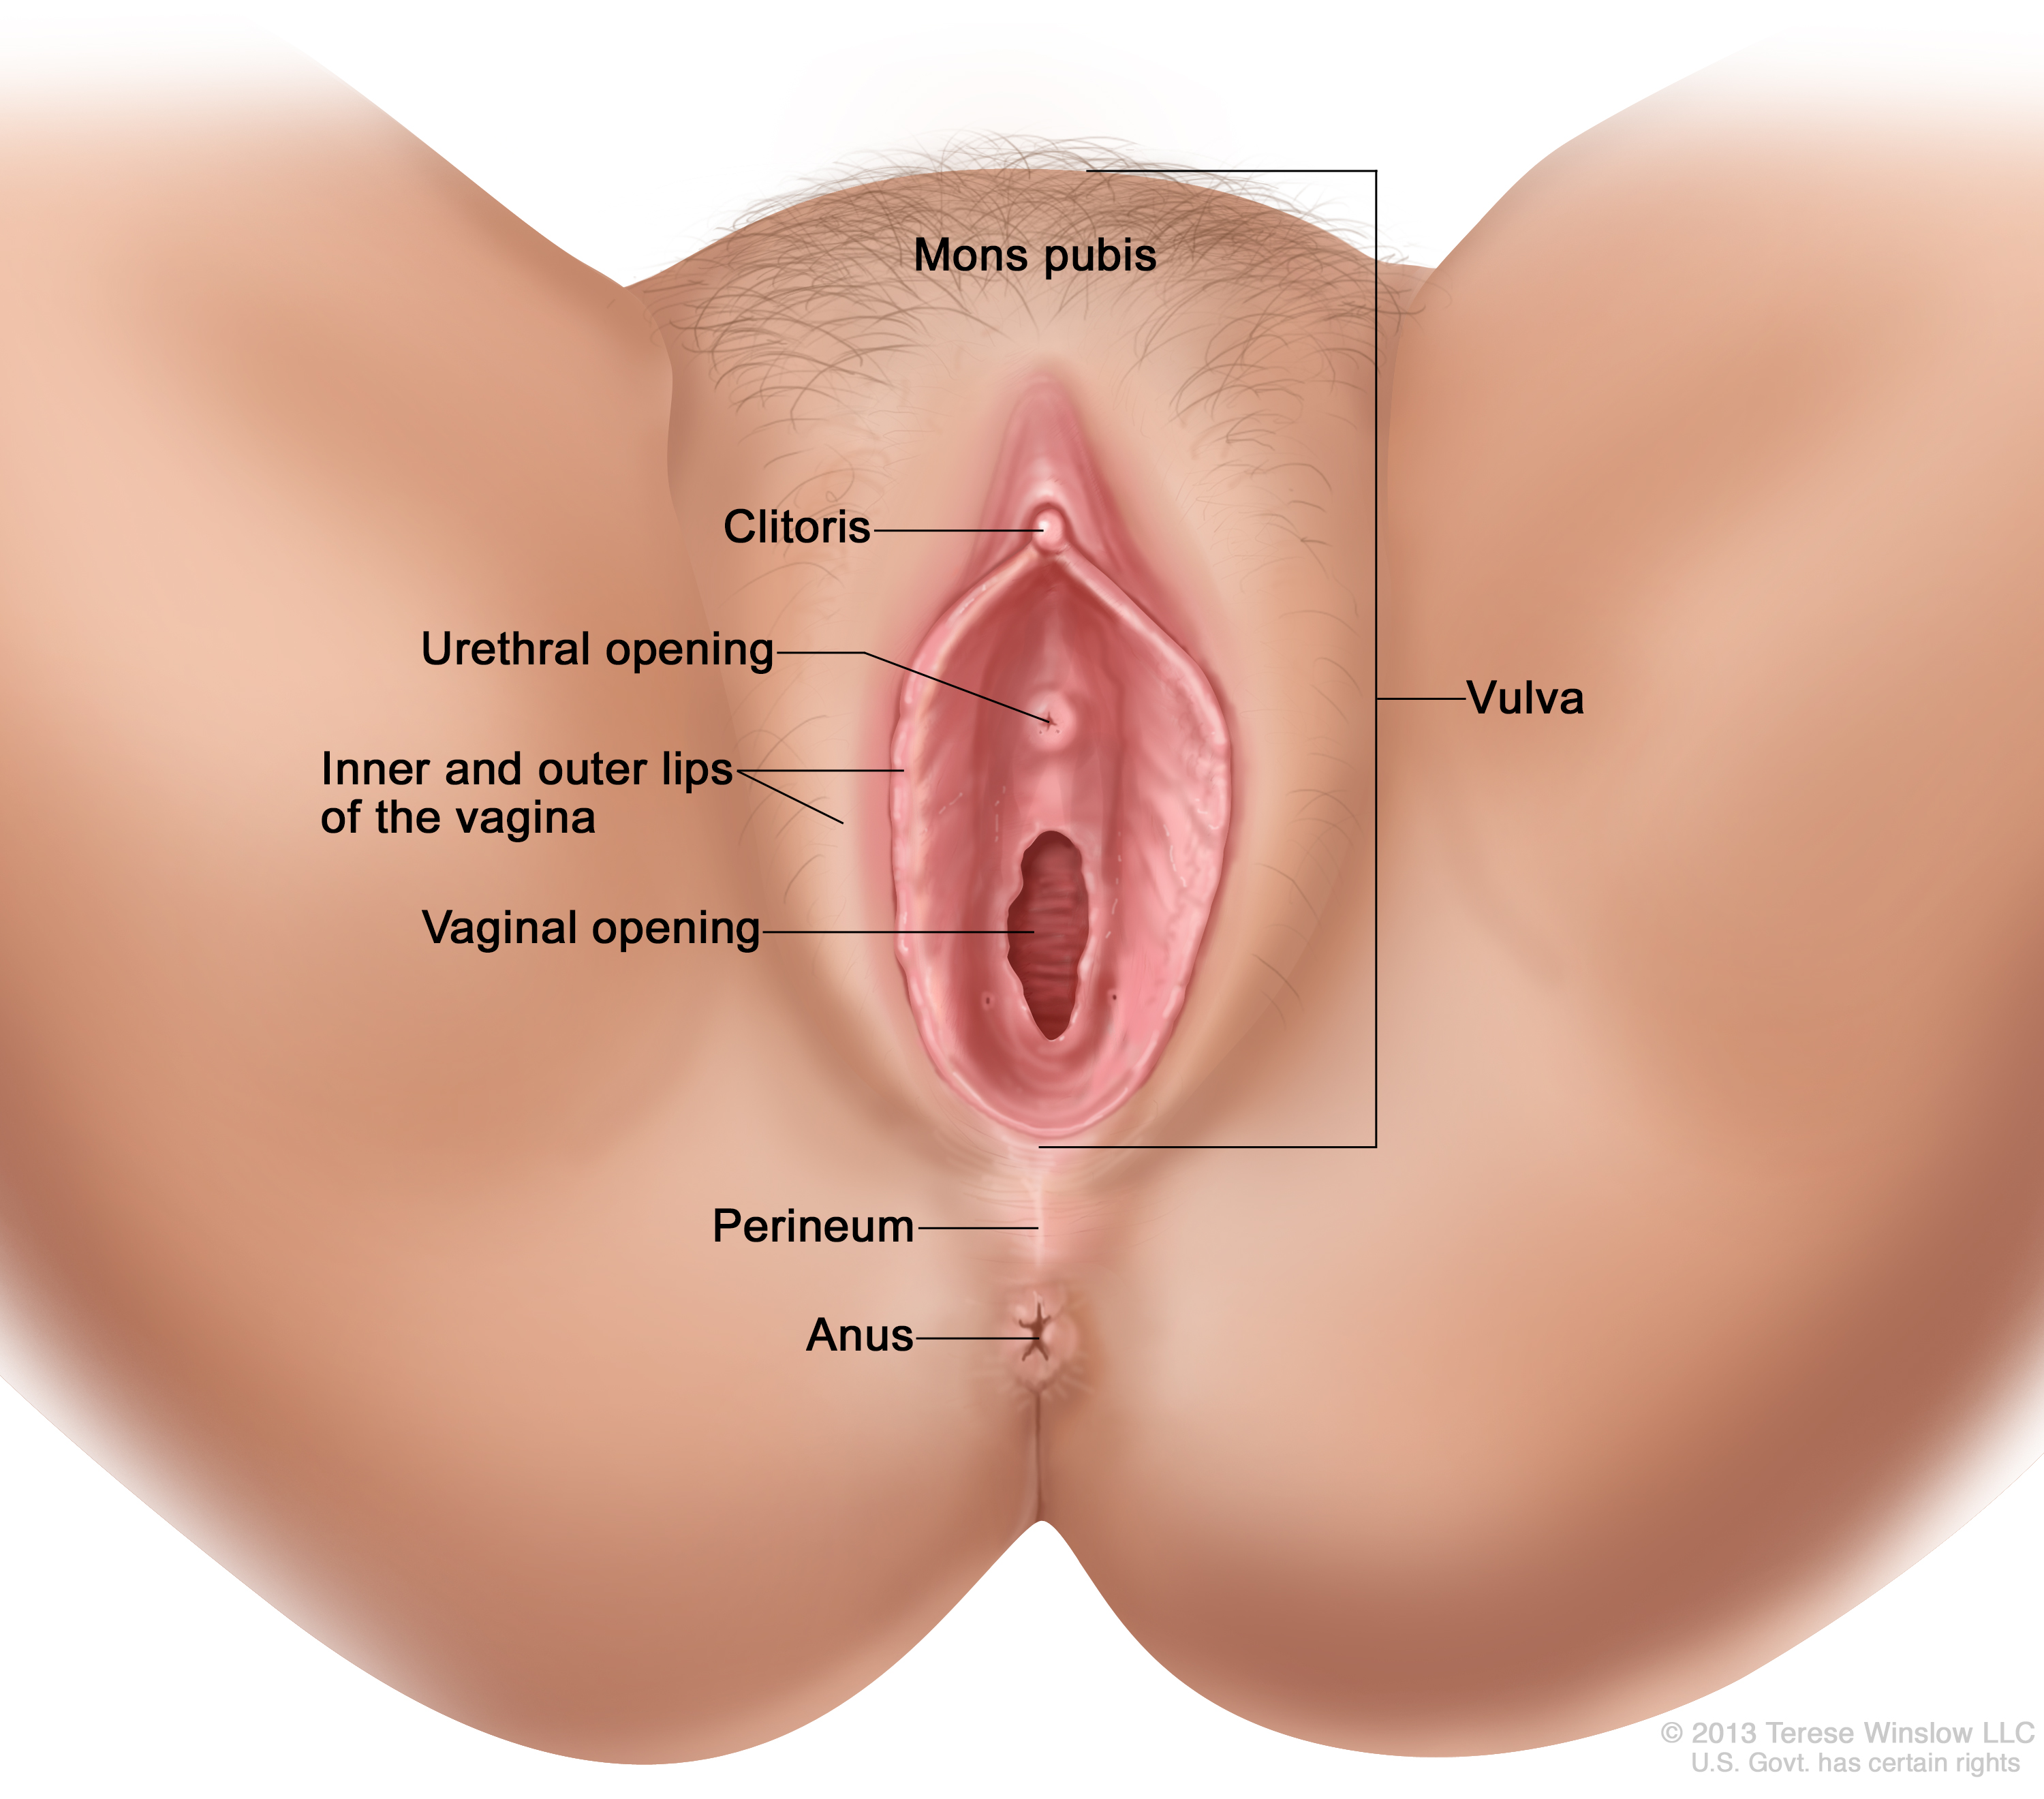 Mons pubis
Clitoris
Urethral opening
Vulva
Inner and outer lips
of the vagina
Vaginal opening
Perineum
Anus
© 2013 Terese Winslow LLC
U.S. Govt. has certain rights